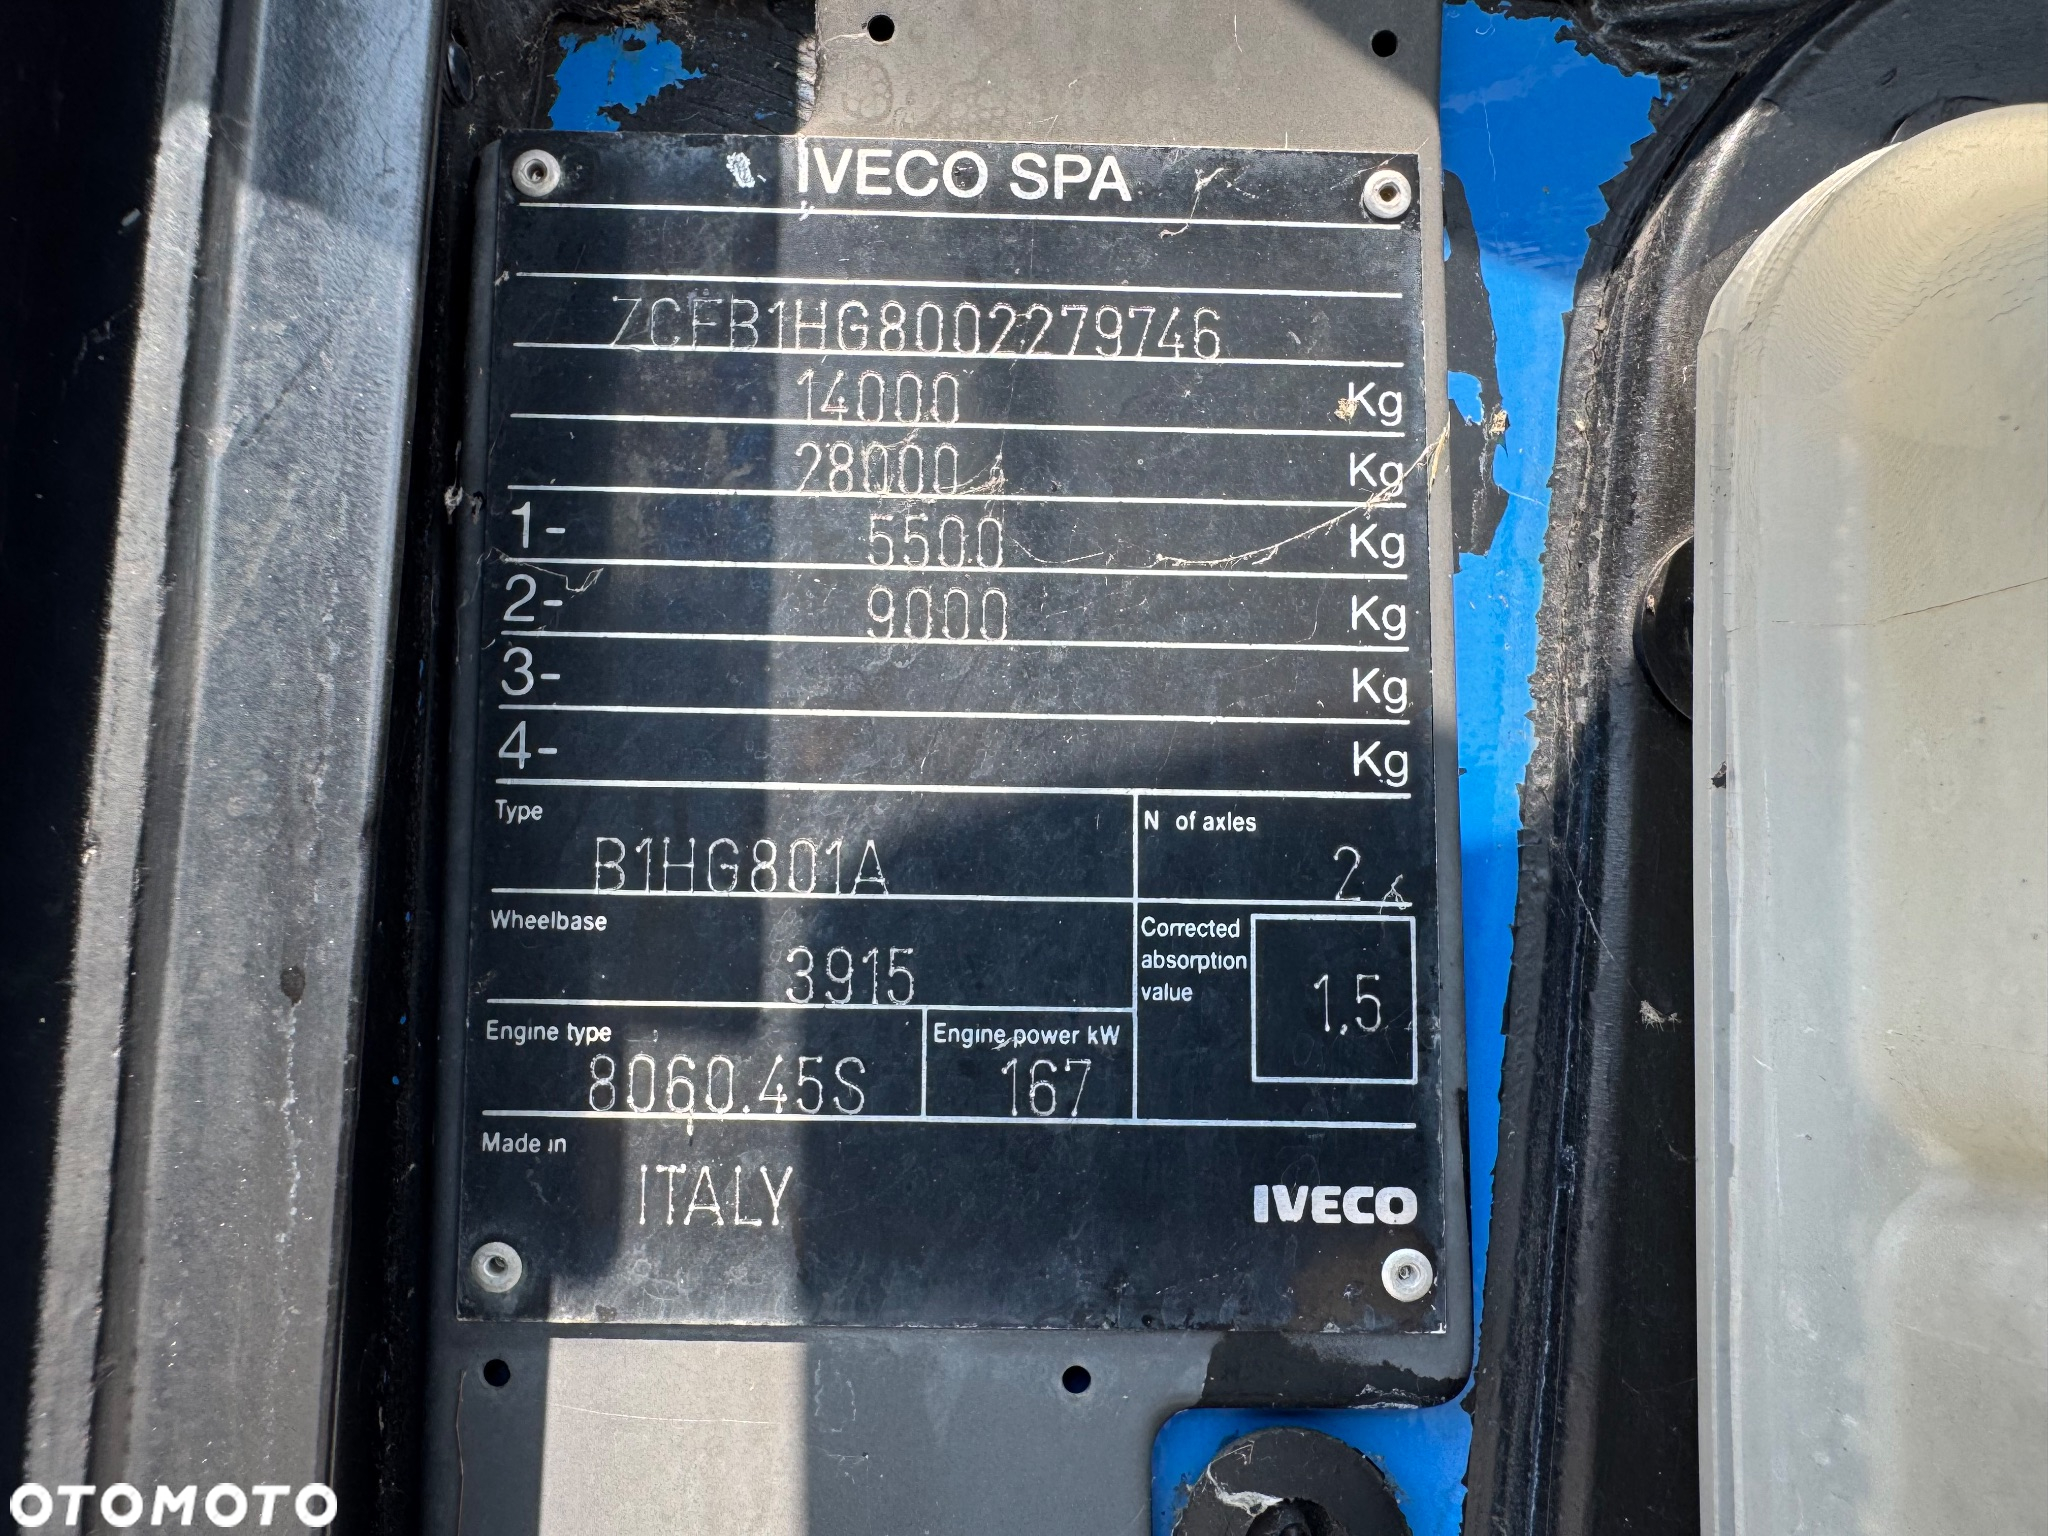 IVECO SPA
ZCFB1HG8002279746
14000 Kg
28000 Kg
1- 5500 Kg
2- 9000 Kg
3- Kg
4- Kg
Type
N of axles
B1HG801A
2
Wheelbase
Corrected
absorption
value
3915
1,5
Engine type
Engine power kW
8060.45S
167
Made in
ITALY
IVECO
OTOMOTO